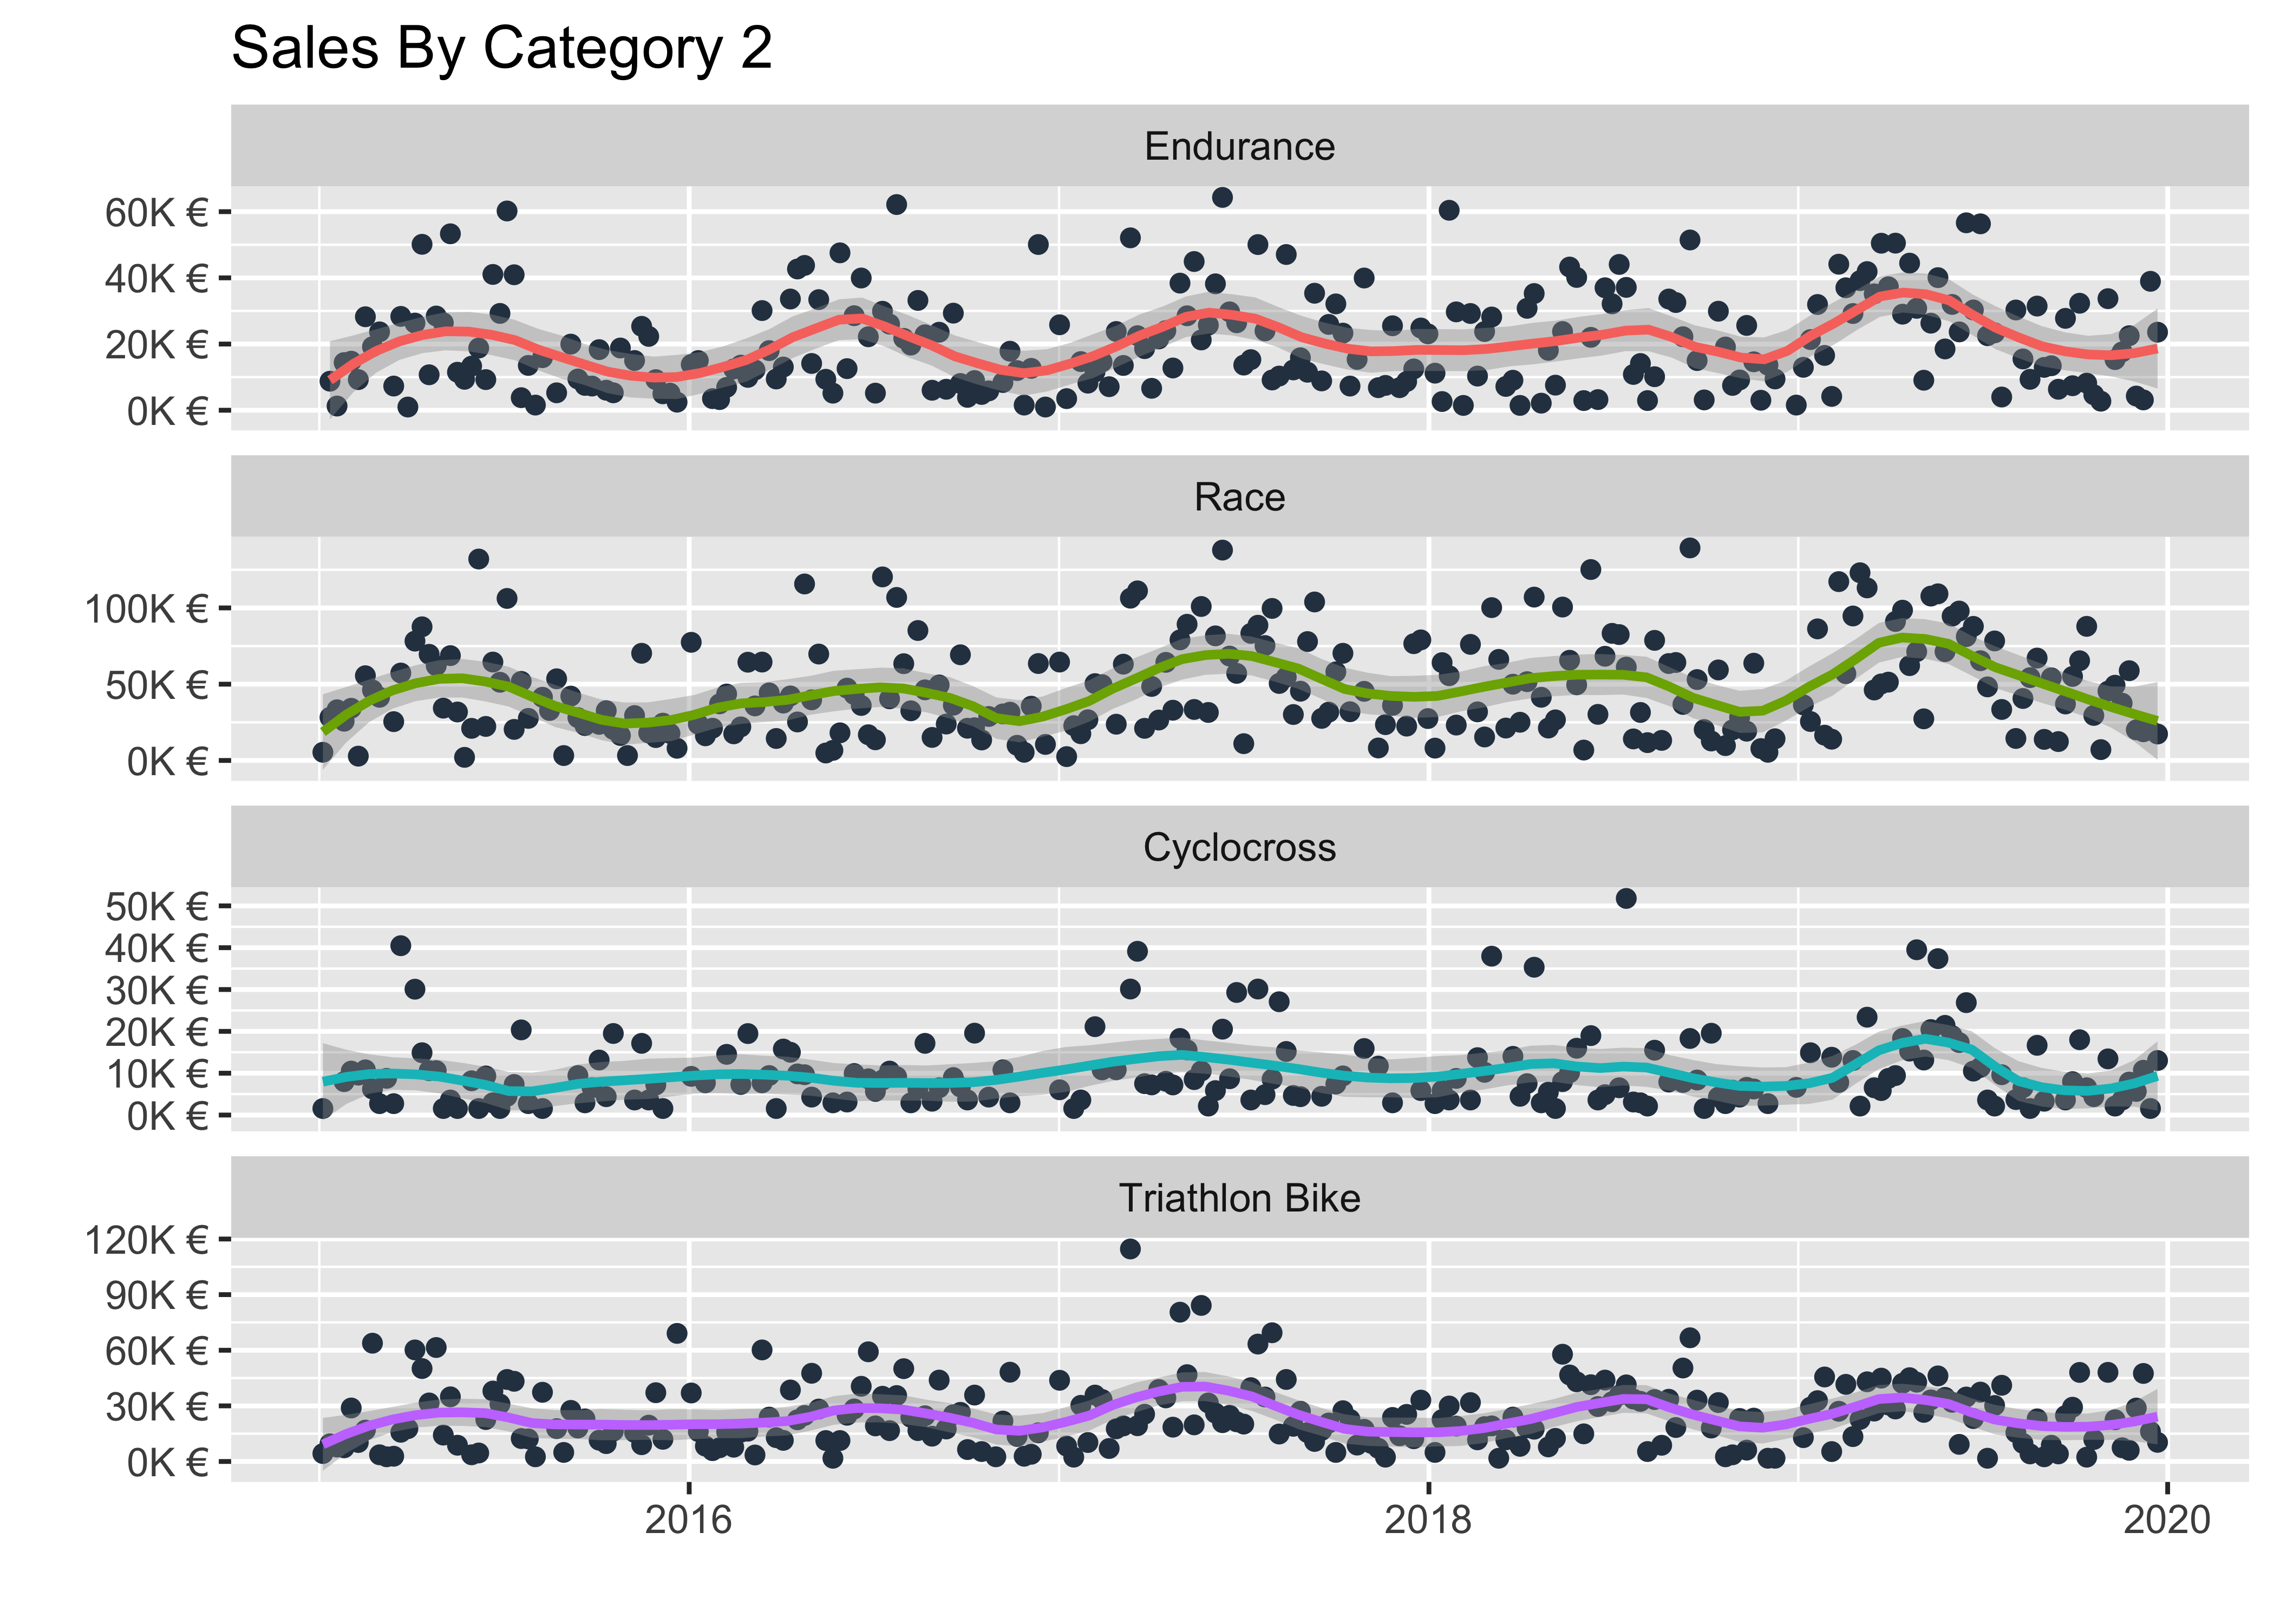 Sales By Category 2
Endurance
60K €
40K €
20K €
0K €
Race
100K €
50K €
0K €
Cyclocross
50K €
40K €
30K €
20K €
10K €
0K €
Triathlon Bike
120K €
90K €
60K €
30K €
0K €
2016 2018 2020